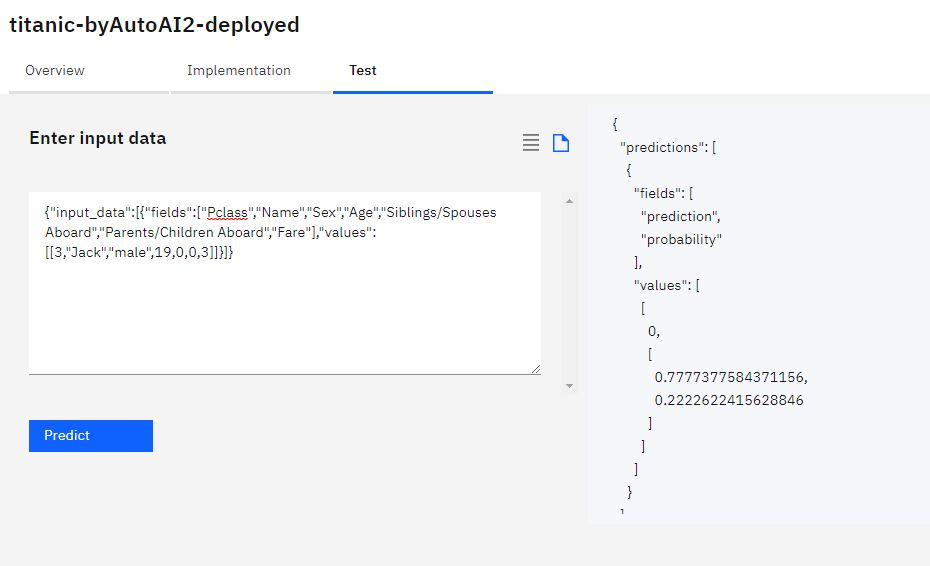 titanic-byAutoAI2-deployed
Overview
Implementation
Test
Enter input data
{"input_data":[{"fields":["Pclass","Name","Sex","Age","Siblings/Spouses
Aboard","Parents/Children Aboard","Fare"],"values":
[[3,"Jack","male",19,0,0,3]]}]}
Predict
{
"predictions": [
{
"fields": [
"prediction",
"probability"
],
"values": [
[
0,
[
0.7777377584371156,
0.2222622415628846
]
]
]
}